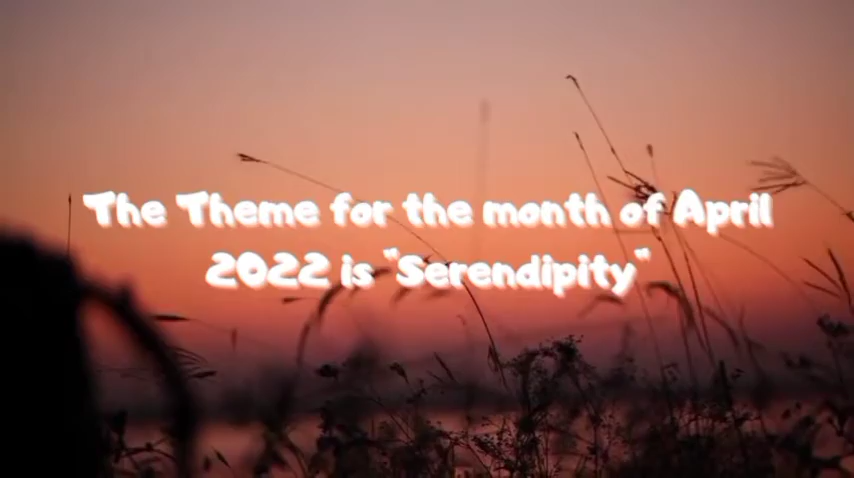 The Theme for the month of April
2022 is "Serendipity"